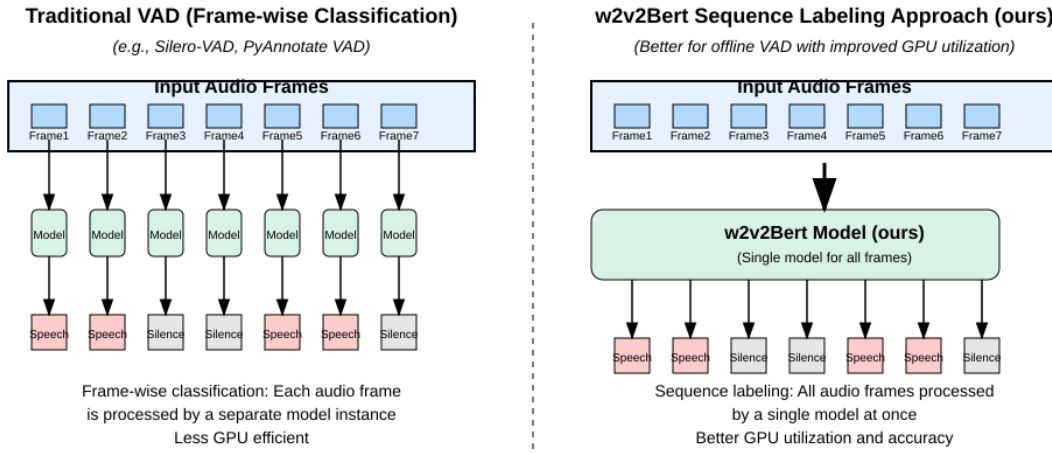 Traditional VAD (Frame-wise Classification)
(e.g., Silero-VAD, PyAnnotate VAD)
Input Audio Frames
Frame1 Frame2 Frame3 Frame4 Frame5 Frame6 Frame7
Model Model Model Model Model Model Model
Speech Speech Silence Silence Speech Speech Silence
Frame-wise classification: Each audio frame
is processed by a separate model instance
Less GPU efficient
w2v2Bert Sequence Labeling Approach (ours)
(Better for offline VAD with improved GPU utilization)
Input Audio Frames
Frame1 Frame2 Frame3 Frame4 Frame5 Frame6 Frame7
w2v2Bert Model (ours)
(Single model for all frames)
Speech Speech Silence Silence Speech Speech Silence
Sequence labeling: All audio frames processed
by a single model at once
Better GPU utilization and accuracy